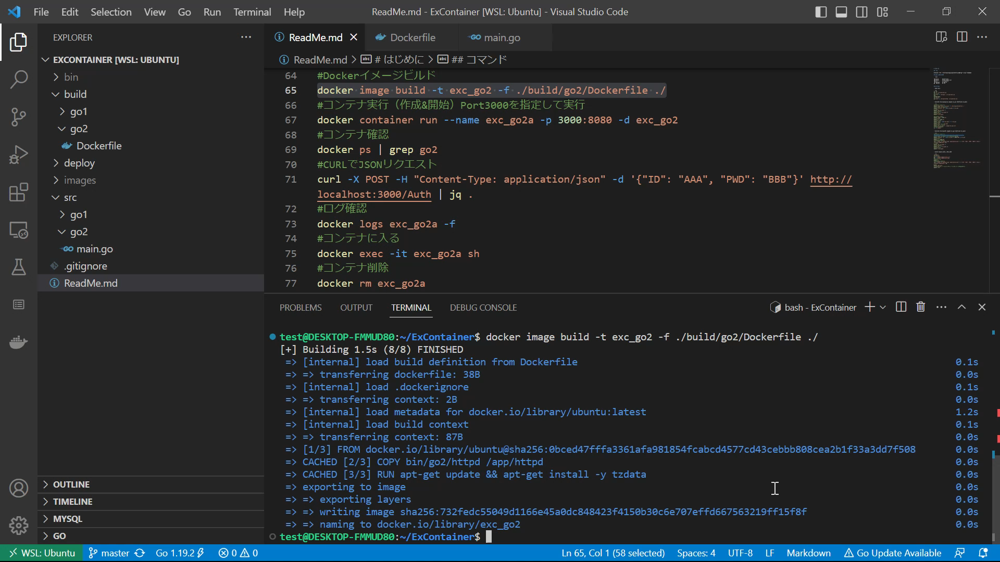 File Edit Selection View Go Run Terminal Help
ReadMe.md - ExContainer [WSL: Ubuntu] - Visual Studio Code
EXPLORER
EXCONTAINER [WSL: UBUNTU]
bin
build
go1
go2
Dockerfile
deploy
images
src
go1
go2
main.go
.gitignore
ReadMe.md
OUTLINE
TIMELINE
MYSQL
GO
ReadMe.md Dockerfile main.go
ReadMe.md > # はじめに > ## コマンド
64 #Dockerイメージビルド
65 docker image build -t exc_go2 -f ./build/go2/Dockerfile ./
66 #コンテナ実行（作成&開始）Port3000を指定して実行
67 docker container run --name exc_go2a -p 3000:8080 -d exc_go2
68 #コンテナ確認
69 docker ps | grep go2
70 #CURLでJSONリクエスト
71 curl -X POST -H "Content-Type: application/json" -d '{"ID": "AAA", "PWD": "BBB"}' http://
localhost:3000/Auth | jq .
72 #ログ確認
73 docker logs exc_go2a -f
74 #コンテナに入る
75 docker exec -it exc_go2a sh
76 #コンテナ削除
77 docker rm exc_go2a
PROBLEMS OUTPUT TERMINAL DEBUG CONSOLE
bash - ExContainer
test@DESKTOP-FMMUD80:~/ExContainer$ docker image build -t exc_go2 -f ./build/go2/Dockerfile ./
[+] Building 1.5s (8/8) FINISHED
=> [internal] load build definition from Dockerfile 0.1s
=> => transferring dockerfile: 38B 0.0s
=> [internal] load .dockerignore 0.1s
=> => transferring context: 2B 0.0s
=> [internal] load metadata for docker.io/library/ubuntu:latest 1.2s
=> [internal] load build context 0.1s
=> => transferring context: 87B 0.0s
=> [1/3] FROM docker.io/library/ubuntu@sha256:0bced47fffa3361afa981854fcabcd4577cd43cebbb808cea2b1f33a3dd7f508 0.0s
=> CACHED [2/3] COPY bin/go2/httpd /app/httpd 0.0s
=> CACHED [3/3] RUN apt-get update && apt-get install -y tzdata 0.0s
=> exporting to image 0.0s
=> => exporting layers 0.0s
=> => writing image sha256:732fedc55049d1166e45a0dc848423f4150b30c6e707effd667563219ff15f8f 0.0s
=> => naming to docker.io/library/exc_go2 0.0s
test@DESKTOP-FMMUD80:~/ExContainer$
WSL: Ubuntu master Go 1.19.2 0 0 Ln 65, Col 1 (58 selected) Spaces: 4 UTF-8 LF Markdown Go Update Available